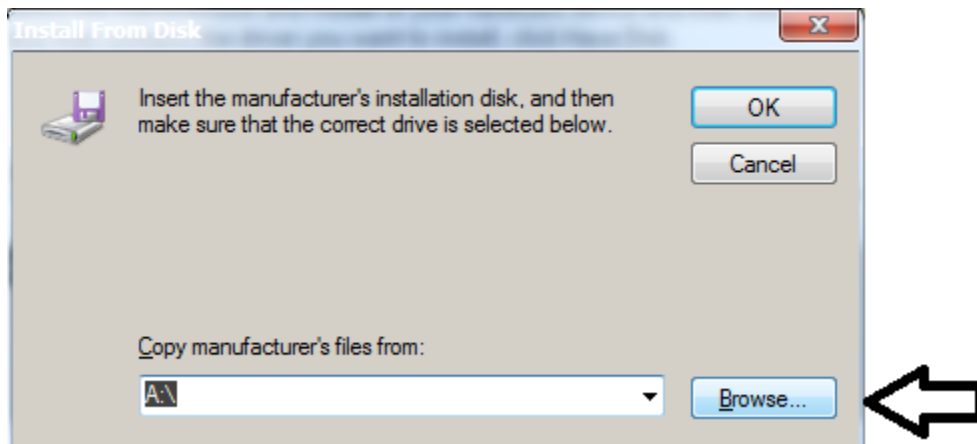 Install From Disk
Insert the manufacturer's installation disk, and then
make sure that the correct drive is selected below.
OK
Cancel
Copy manufacturer's files from:
A:\
Browse...